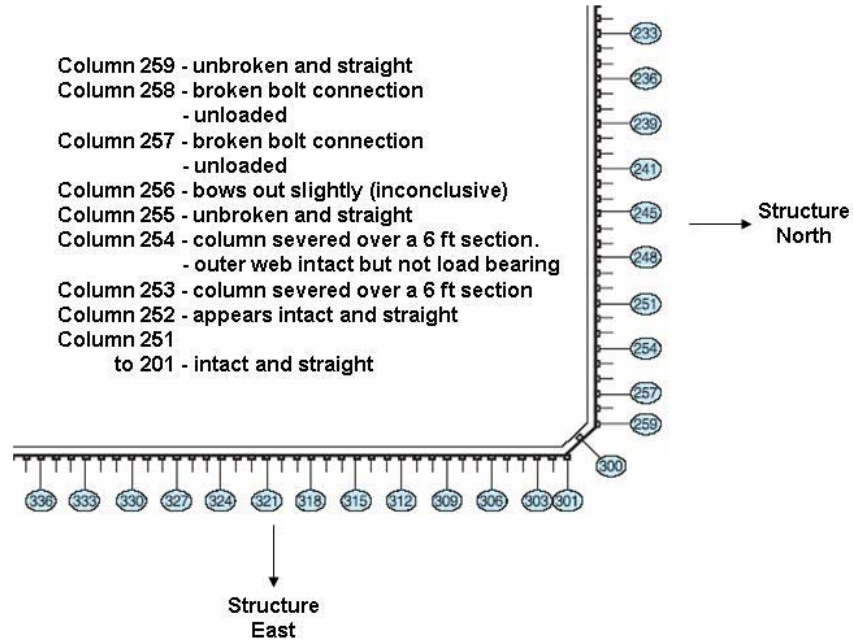 Column 259 - unbroken and straight
Column 258 - broken bolt connection
- unloaded
Column 257 - broken bolt connection
- unloaded
Column 256 - bows out slightly (inconclusive)
Column 255 - unbroken and straight
Column 254 - column severed over a 6 ft section.
- outer web intact but not load bearing
Column 253 - column severed over a 6 ft section
Column 252 - appears intact and straight
Column 251
to 201 - intact and straight
233
236
239
241
245
248
251
254
257
259
300
Structure
North
336 333 330 327 324 321 318 315 312 309 306 303 301
Structure
East